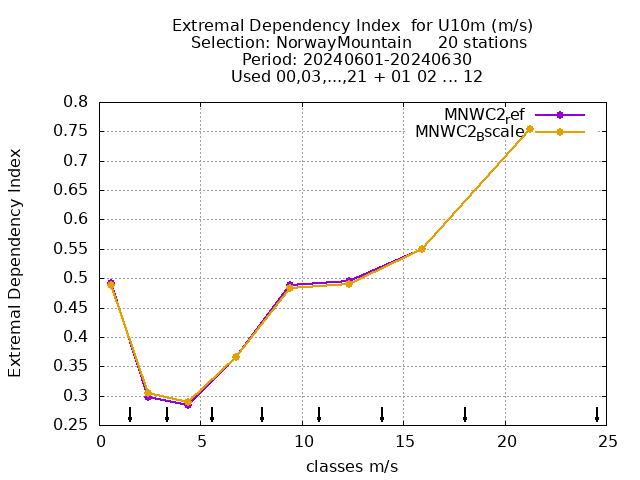 Extremal Dependency Index  for U10m (m/s)
Selection: NorwayMountain     20 stations
Period: 20240601-20240630
Used 00,03,...,21 + 01 02 ... 12
MNWC2ref
MNWC2Bscale
0.8
0.75
0.7
0.65
0.6
0.55
0.5
0.45
0.4
0.35
0.3
0.25
Extremal Dependency Index
0 5 10 15 20 25
classes m/s